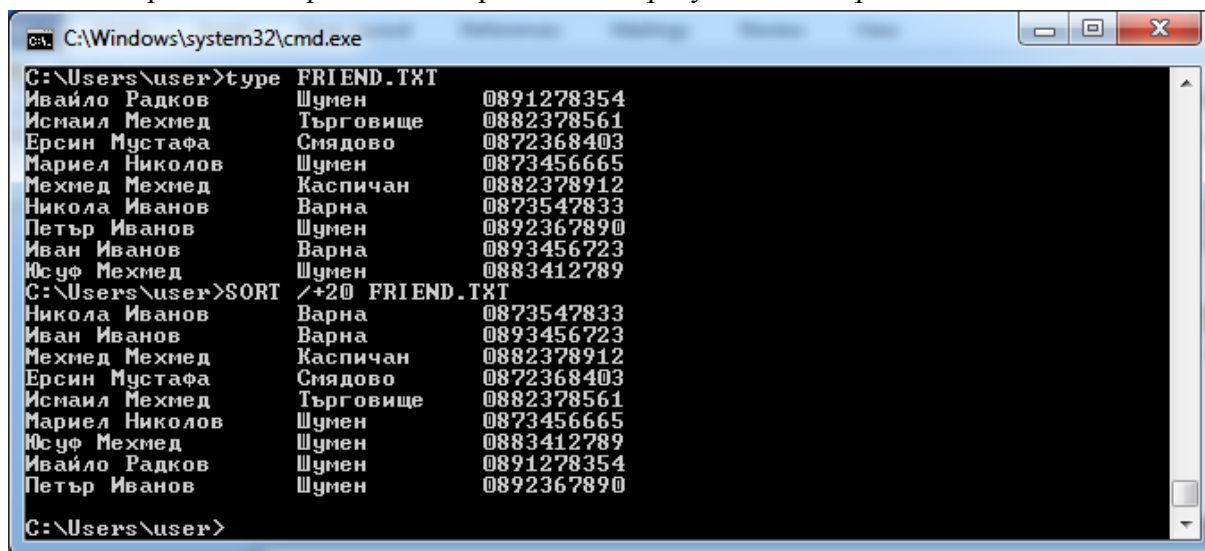 C:\Windows\system32\cmd.exe
C:\Users\user>type FRIEND.TXT
Ивайло Радков Шумен 0891278354
Исмаил Мехмед Търговище 0882378561
Ерсин Мустафа Смядово 0872368403
Мариел Николов Шумен 0873456665
Мехмед Мехмед Каспичан 0882378912
Никола Иванов Варна 0873547833
Петър Иванов Шумен 0892367890
Иван Иванов Варна 0893456723
Юсуф Мехмед Шумен 0883412789
C:\Users\user>SORT /+20 FRIEND.TXT
Никола Иванов Варна 0873547833
Иван Иванов Варна 0893456723
Мехмед Мехмед Каспичан 0882378912
Ерсин Мустафа Смядово 0872368403
Исмаил Мехмед Търговище 0882378561
Мариел Николов Шумен 0873456665
Юсуф Мехмед Шумен 0883412789
Ивайло Радков Шумен 0891278354
Петър Иванов Шумен 0892367890
C:\Users\user>